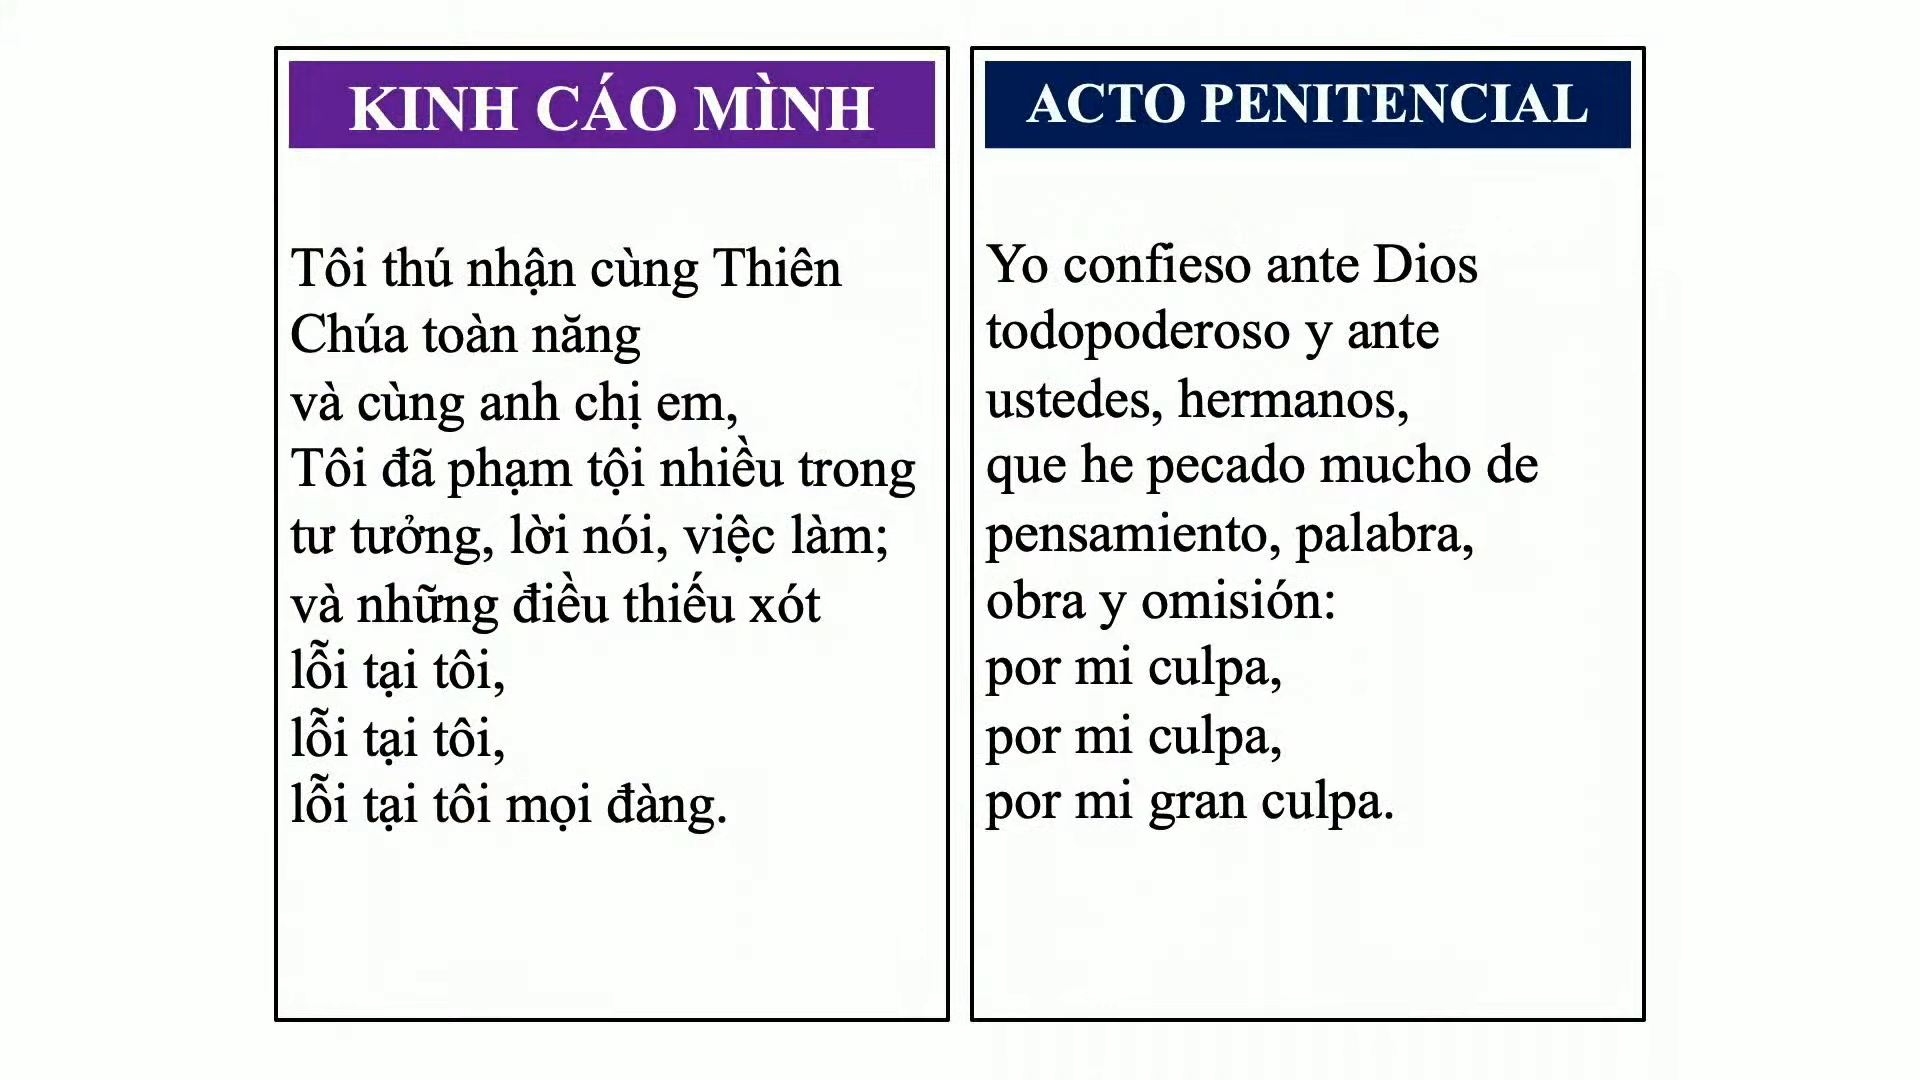 KINH CÁO MÌNH
Tôi thú nhận cùng Thiên
Chúa toàn năng
và cùng anh chị em,
Tôi đã phạm tội nhiều trong
tư tưởng, lời nói, việc làm;
và những điều thiếu xót
lỗi tại tôi,
lỗi tại tôi,
lỗi tại tôi mọi đàng.
ACTO PENITENCIAL
Yo confieso ante Dios
todopoderoso y ante
ustedes, hermanos,
que he pecado mucho de
pensamiento, palabra,
obra y omisión:
por mi culpa,
por mi culpa,
por mi gran culpa.